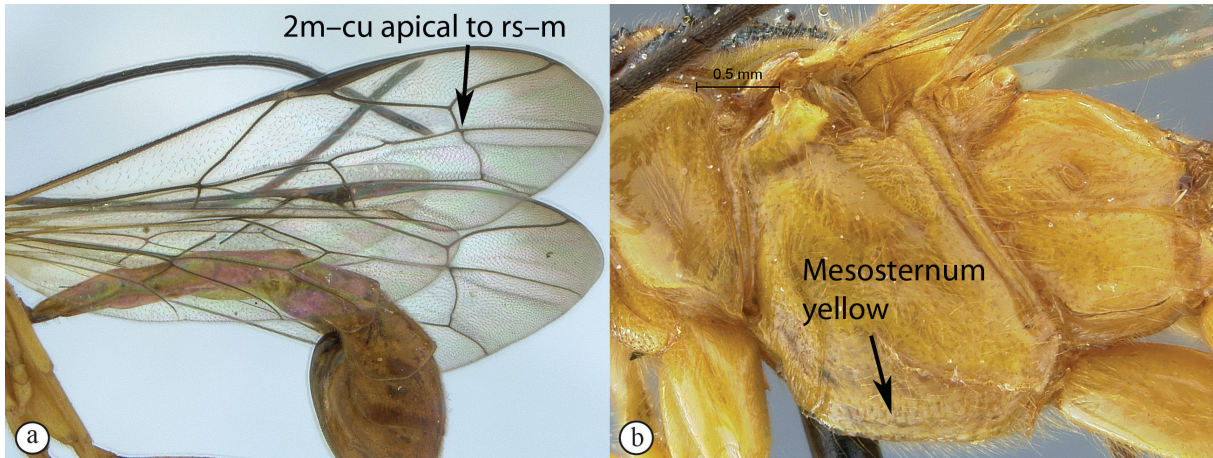 2m–cu apical to rs–m
a
0.5 mm
Mesosternum
yellow
b